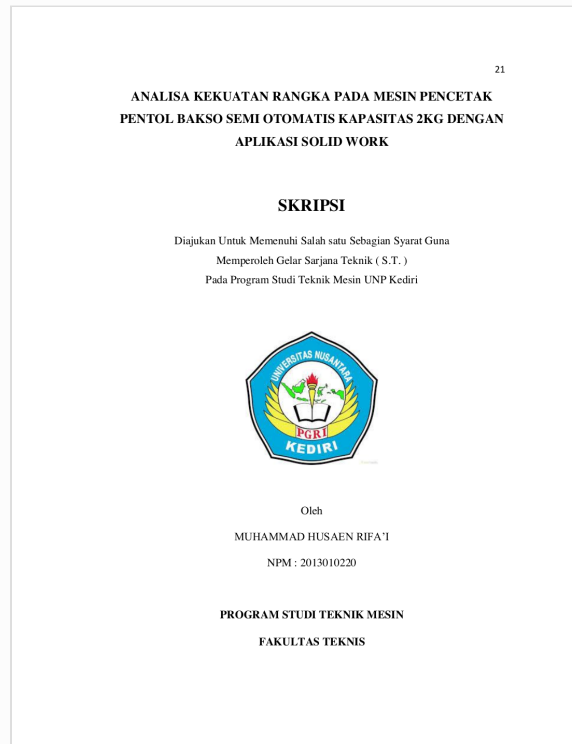 21
ANALISA KEKUATAN RANGKA PADA MESIN PENCETAK
PENTOL BAKSO SEMI OTOMATIS KAPASITAS 2KG DENGAN
APLIKASI SOLID WORK
SKRIPSI
Diajukan Untuk Memenuhi Salah satu Sebagian Syarat Guna
Memperoleh Gelar Sarjana Teknik ( S.T. )
Pada Program Studi Teknik Mesin UNP Kediri
UNIVERSITAS NUSANTARA
PGRI
KEDIRI
Oleh
MUHAMMAD HUSAEN RIFA'I
NPM : 2013010220
PROGRAM STUDI TEKNIK MESIN
FAKULTAS TEKNIS